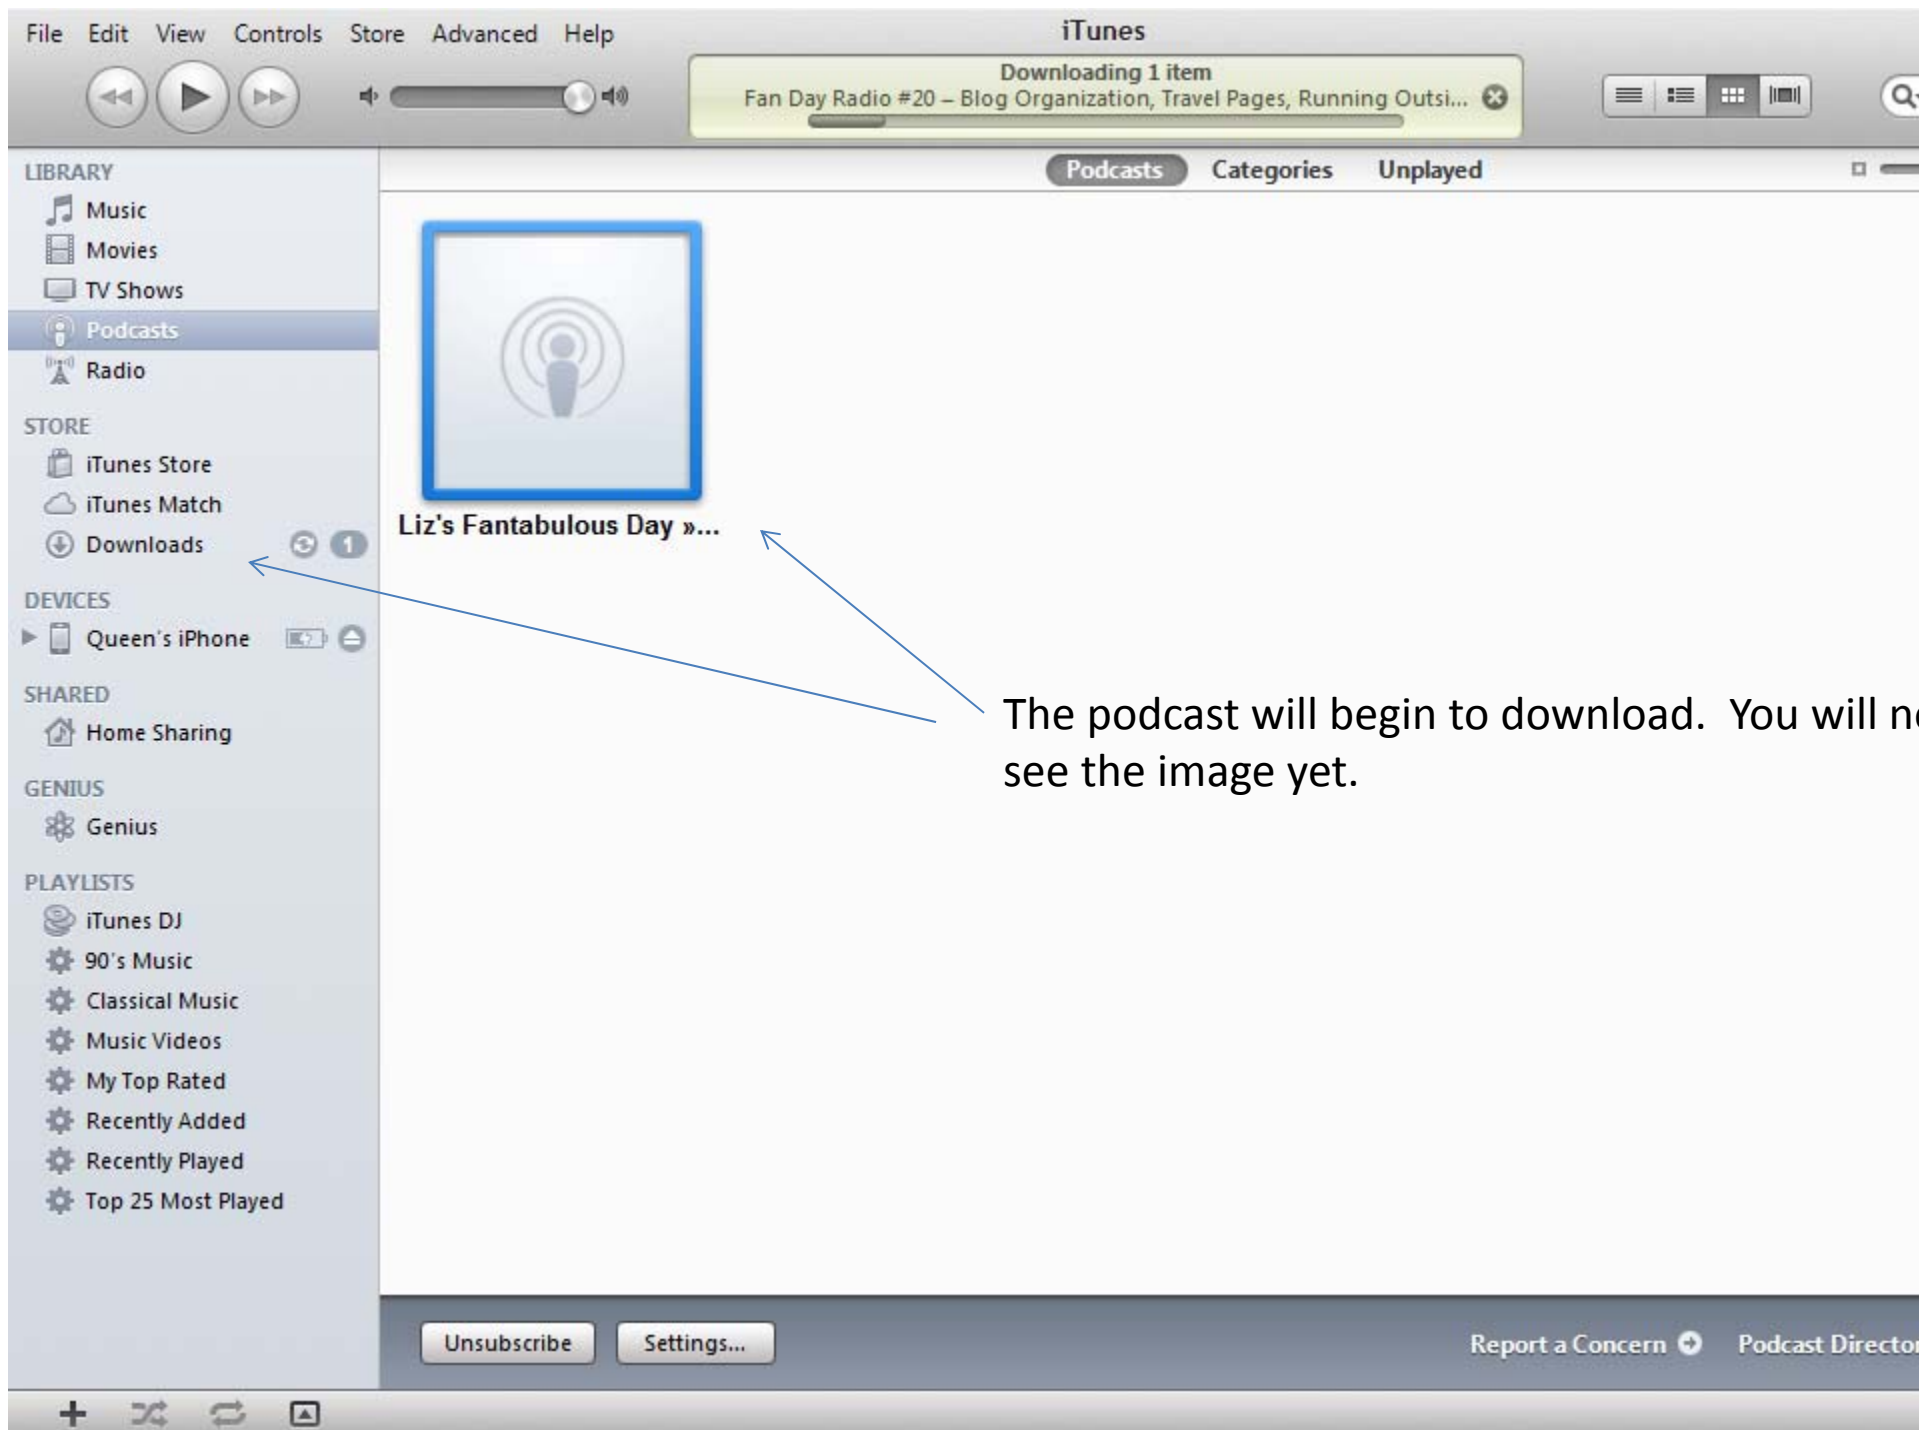 File Edit View Controls Store Advanced Help
iTunes
Downloading 1 item
Fan Day Radio #20 – Blog Organization, Travel Pages, Running Outsi...
Podcasts Categories Unplayed
LIBRARY
Music
Movies
TV Shows
Podcasts
Radio
STORE
iTunes Store
iTunes Match
Downloads 1
DEVICES
Queen's iPhone
SHARED
Home Sharing
GENIUS
Genius
PLAYLISTS
iTunes DJ
90's Music
Classical Music
Music Videos
My Top Rated
Recently Added
Recently Played
Top 25 Most Played
Liz's Fantabulous Day »...
The podcast will begin to download. You will
see the image yet.
Unsubscribe Settings...
Report a Concern Podcast